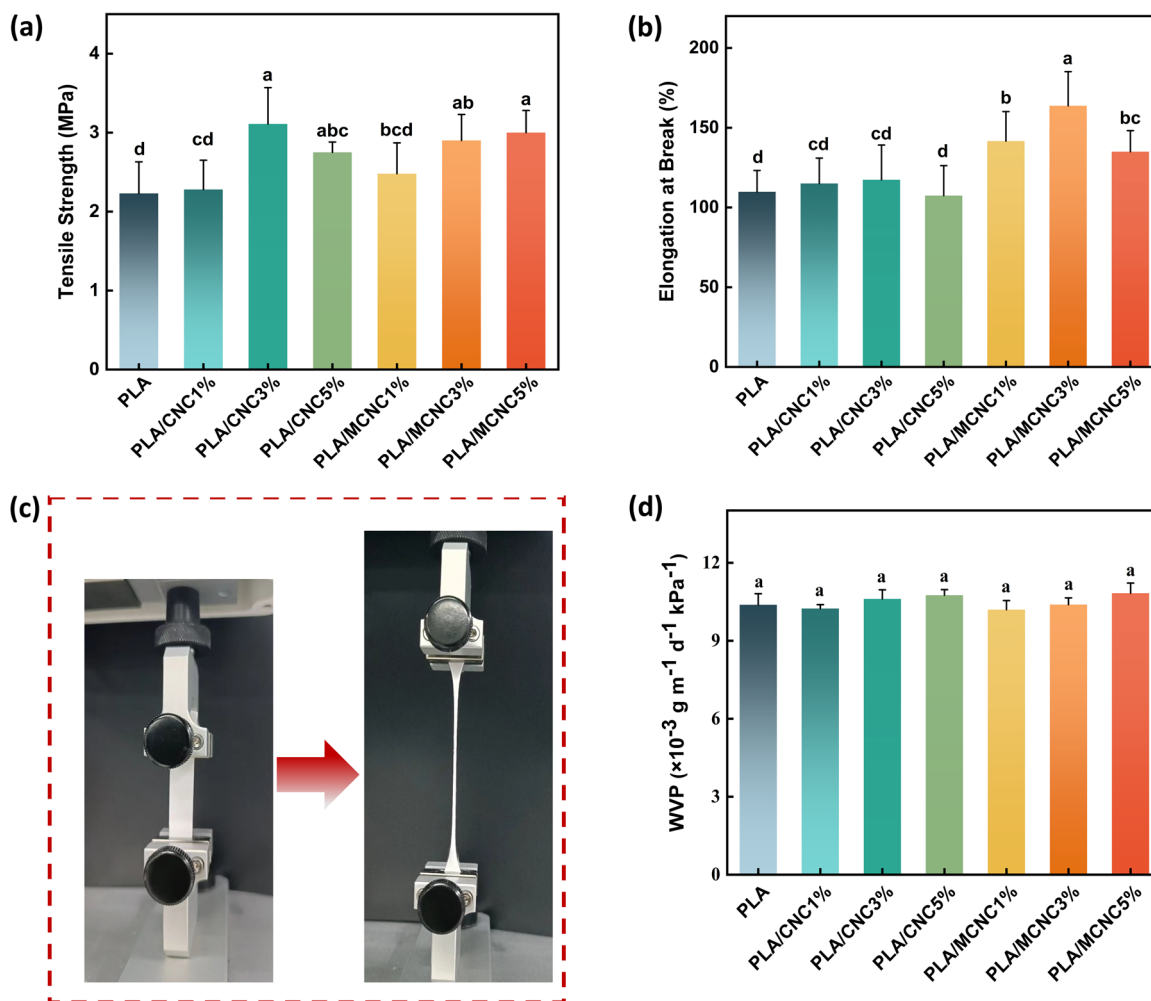 (a)
Tensile Strength (MPa)
4
3
2
1
0
d
cd
a
abc
bcd
ab
a
PLA
PLA/CNC1%
PLA/CNC3%
PLA/CNC5%
PLA/MCNC1%
PLA/MCNC3%
PLA/MCNC5%
(b)
Elongation at Break (%)
200
150
100
50
0
d
cd
cd
d
b
a
bc
PLA
PLA/CNC1%
PLA/CNC3%
PLA/CNC5%
PLA/MCNC1%
PLA/MCNC3%
PLA/MCNC5%
(c)
(d)
WVP (×10⁻³ g m⁻¹ d⁻¹ kPa⁻¹)
12
9
6
3
0
a
a
a
a
a
a
a
PLA
PLA/CNC1%
PLA/CNC3%
PLA/CNC5%
PLA/MCNC1%
PLA/MCNC3%
PLA/MCNC5%